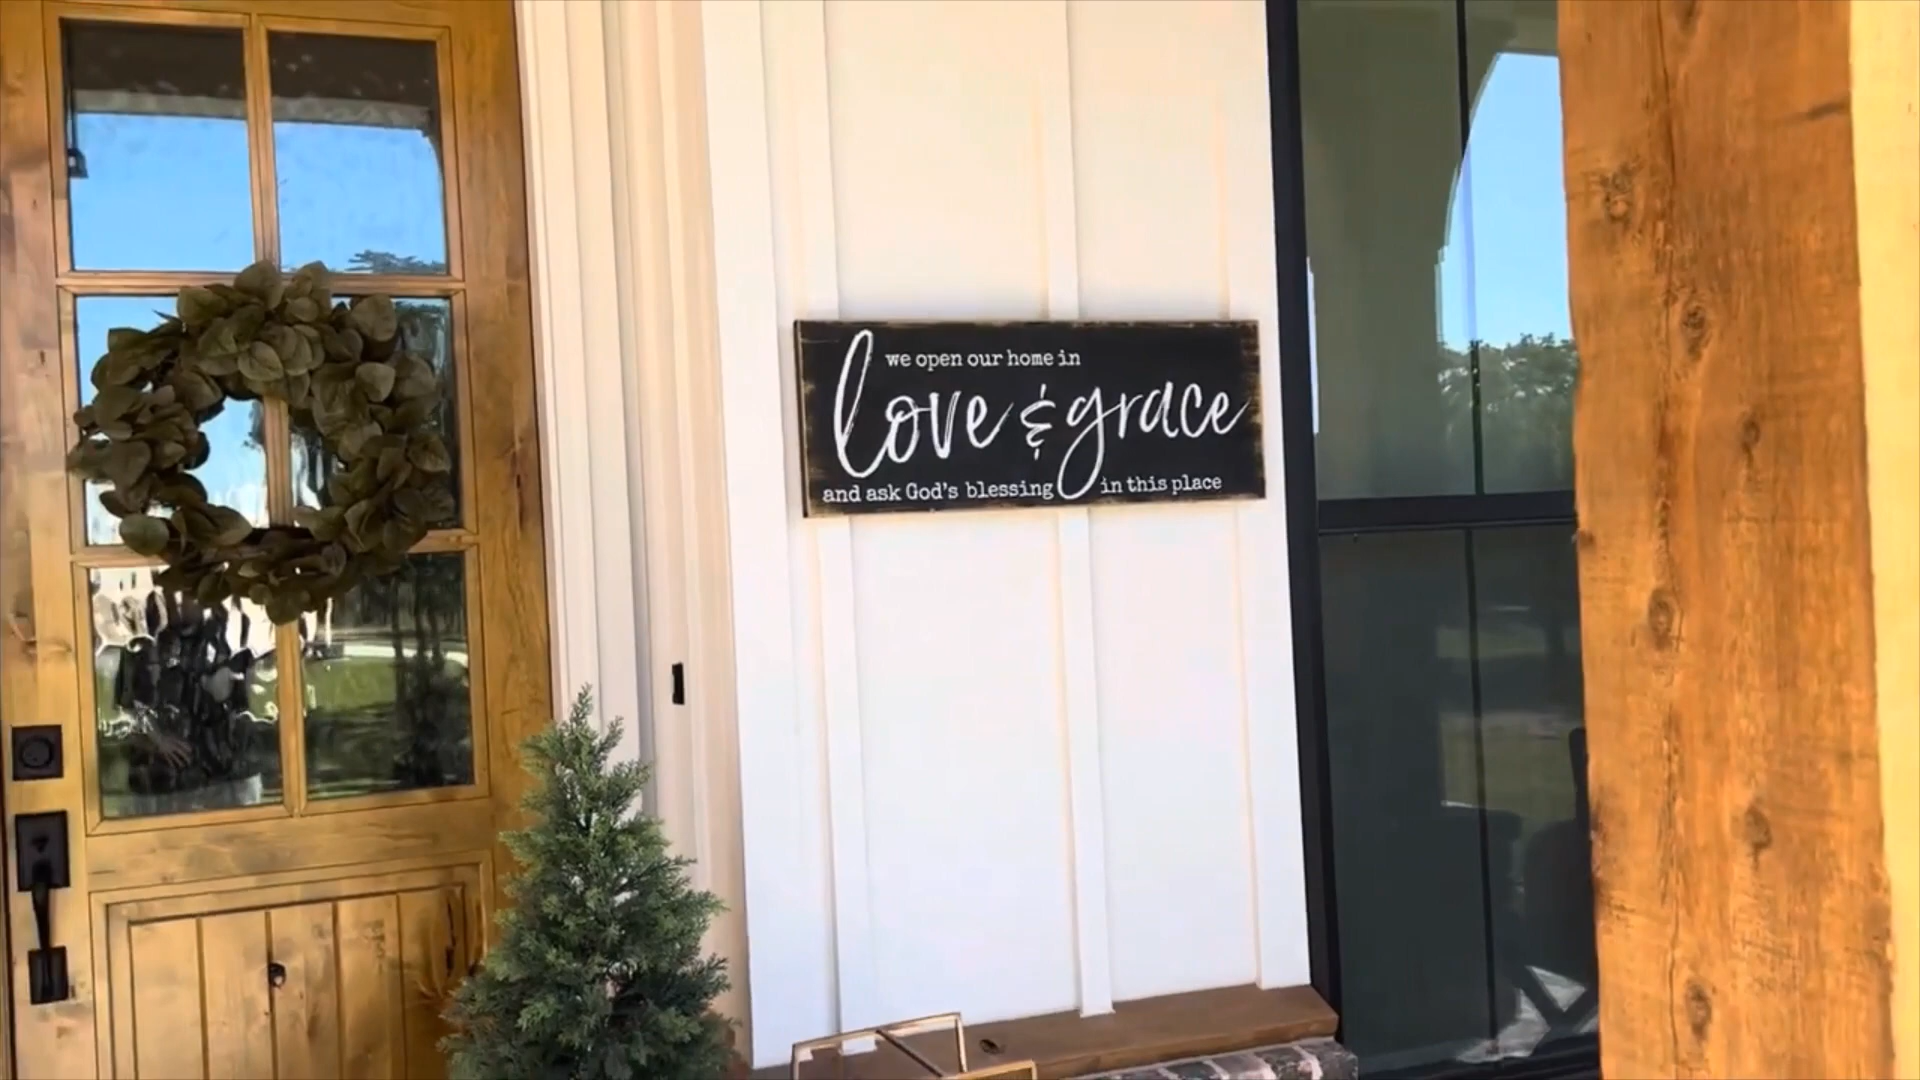 we open our home in
love & grace
and ask God's blessing in this place